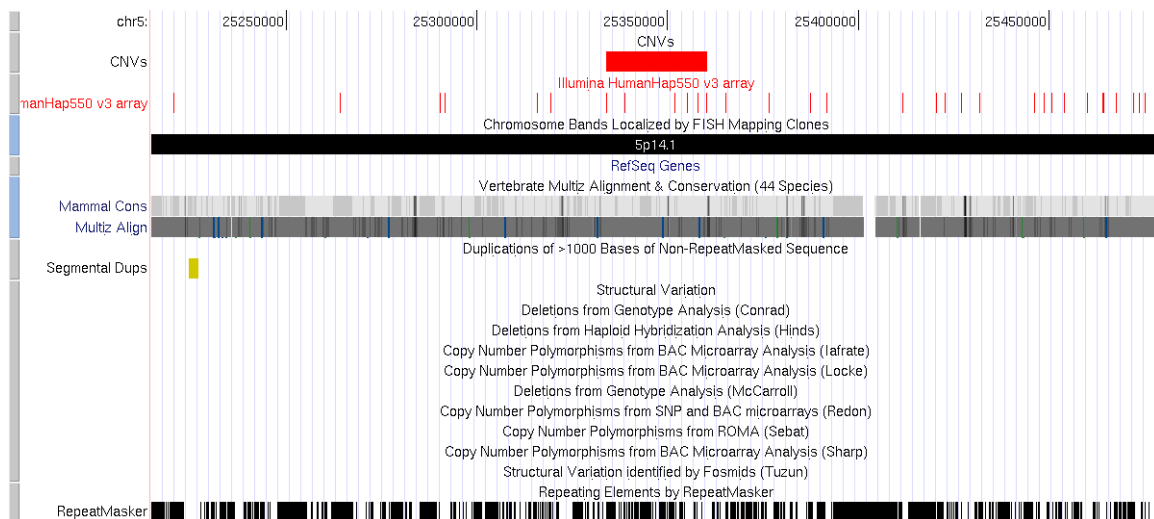 chr5: 25250000 25300000 25350000 25400000 25450000
CNVs
CNVs
Illumina HumanHap550 v3 array
manHap550 v3 array
Chromosome Bands Localized by FISH Mapping Clones
5p14.1
RefSeq Genes
Vertebrate Multiz Alignment & Conservation (44 Species)
Mammal Cons
Multiz Align
Duplications of >1000 Bases of Non-RepeatMasked Sequence
Segmental Dups
Structural Variation
Deletions from Genotype Analysis (Conrad)
Deletions from Haploid Hybridization Analysis (Hinds)
Copy Number Polymorphisms from BAC Microarray Analysis (Iafrate)
Copy Number Polymorphisms from BAC Microarray Analysis (Locke)
Deletions from Genotype Analysis (McCarroll)
Copy Number Polymorphisms from SNP and BAC microarrays (Redon)
Copy Number Polymorphisms from ROMA (Sebat)
Copy Number Polymorphisms from BAC Microarray Analysis (Sharp)
Structural Variation identified by Fosmids (Tuzun)
Repeating Elements by RepeatMasker
RepeatMasker